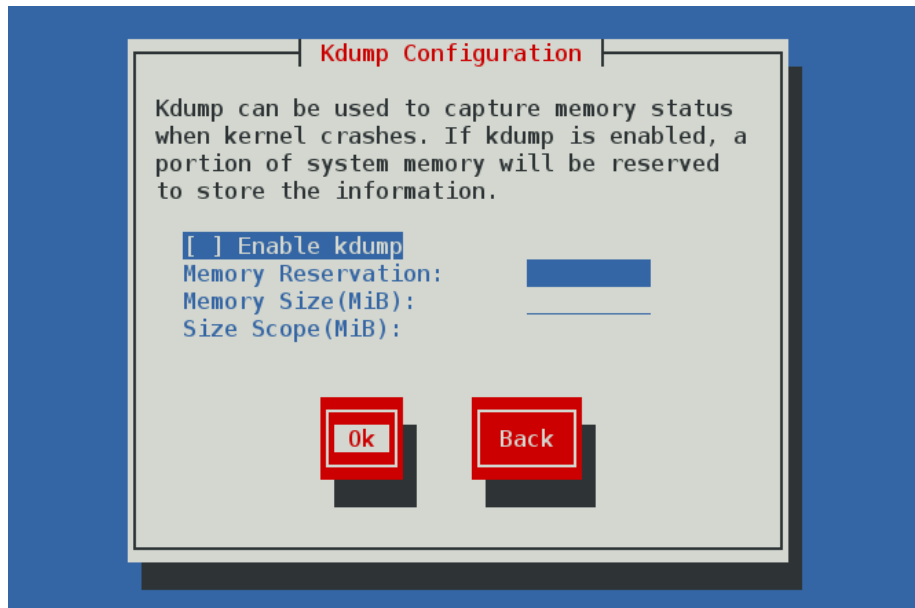 Kdump Configuration
Kdump can be used to capture memory status
when kernel crashes. If kdump is enabled, a
portion of system memory will be reserved
to store the information.
[ ] Enable kdump
Memory Reservation:
Memory Size(MiB):
Size Scope(MiB):
Ok Back